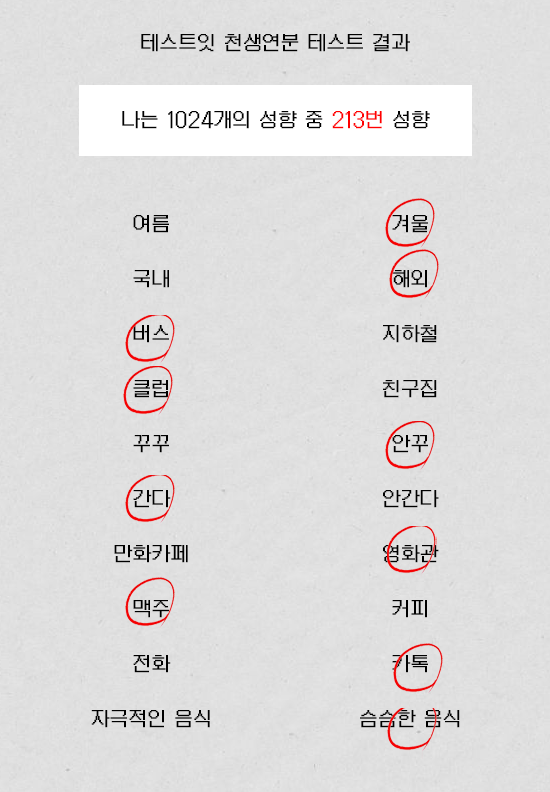 테스트잇 천생연분 테스트 결과
나는 1024개의 성향 중 213번 성향
여름 겨울
국내 해외
버스 지하철
클럽 친구집
꾸꾸 안꾸
간다 안간다
만화카페 영화관
맥주 커피
전화 카톡
자극적인 음식 슴슴한 음식